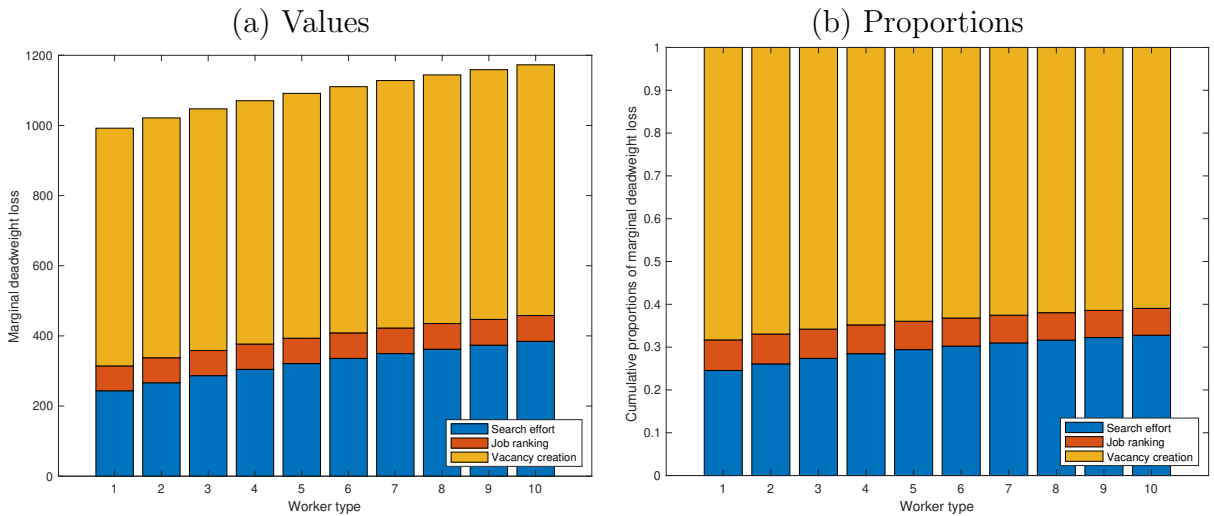 (a) Values
Marginal deadweight loss
1200
1000
800
600
400
200
0
1 2 3 4 5 6 7 8 9 10
Worker type
Search effort
Job ranking
Vacancy creation
(b) Proportions
Cumulative proportions of marginal deadweight loss
1
0.9
0.8
0.7
0.6
0.5
0.4
0.3
0.2
0.1
0
1 2 3 4 5 6 7 8 9 10
Worker type
Search effort
Job ranking
Vacancy creation